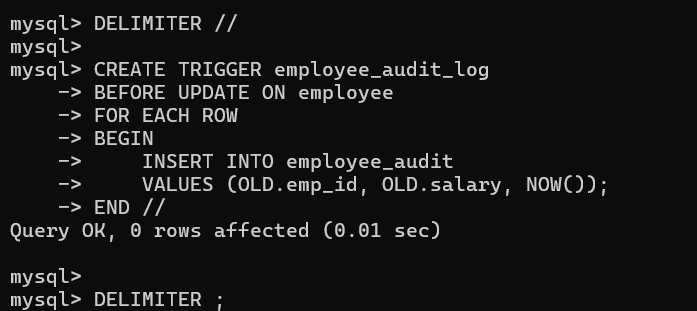 mysql> DELIMITER //
mysql>
mysql> CREATE TRIGGER employee_audit_log
    -> BEFORE UPDATE ON employee
    -> FOR EACH ROW
    -> BEGIN
    ->     INSERT INTO employee_audit
    ->     VALUES (OLD.emp_id, OLD.salary, NOW());
    -> END //
Query OK, 0 rows affected (0.01 sec)

mysql>
mysql> DELIMITER ;